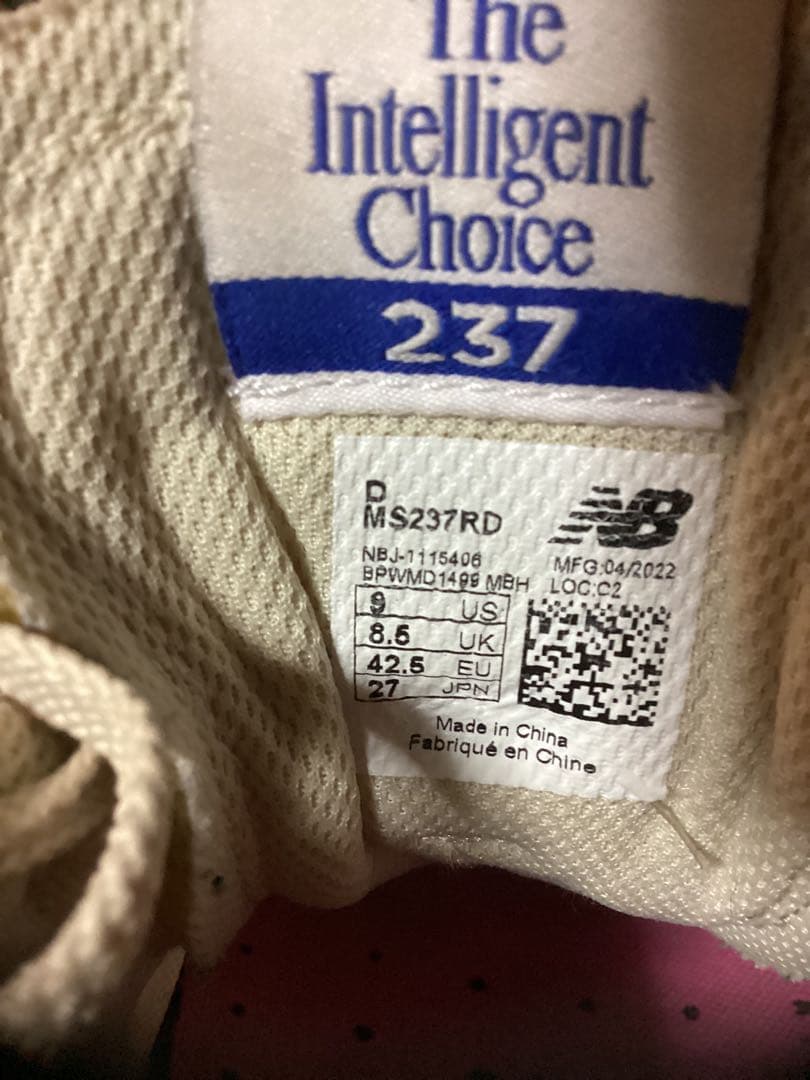 The
Intelligent
Choice
237
D
MS237RD
NB
NBJ-1115406
BPWMD1499 MBH
MFG:04/2022
LOC:C2
9 US
8.5 UK
42.5 EU
27 JPN
Made in China
Fabriqué en Chine